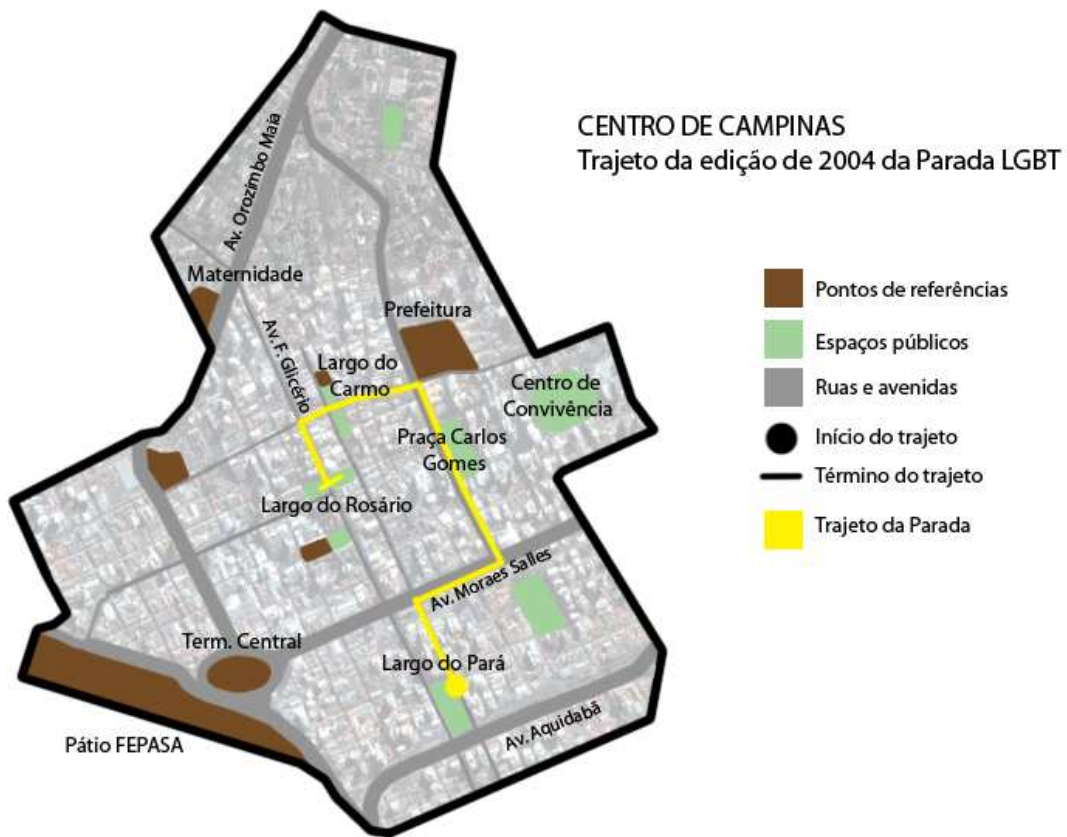 CENTRO DE CAMPINAS
Trajeto da edição de 2004 da Parada LGBT
Av. Orozimbo Maia
Maternidade
Prefeitura
Av. F. Glicério
Largo do
Carmo
Centro de
Convivência
Praça Carlos
Gomes
Largo do Rosário
Av. Moraes Salles
Term. Central
Largo do Pará
Av. Aquidabã
Pátio FEPASA
Pontos de referências
Espaços públicos
Ruas e avenidas
Início do trajeto
Término do trajeto
Trajeto da Parada